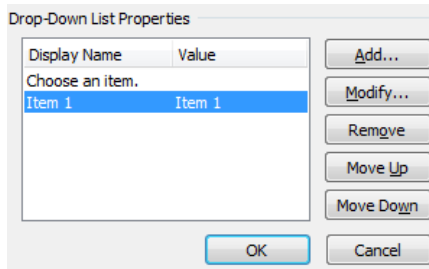 Drop-Down List Properties
Display Name Value
Choose an item.
Item 1 Item 1
Add...
Modify...
Remove
Move Up
Move Down
OK Cancel